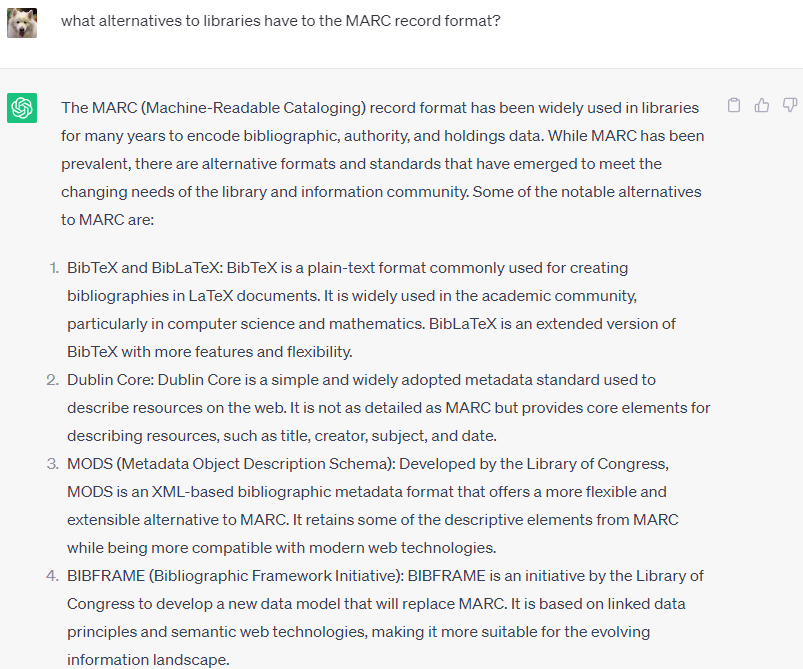 what alternatives to libraries have to the MARC record format?
The MARC (Machine-Readable Cataloging) record format has been widely used in libraries
for many years to encode bibliographic, authority, and holdings data. While MARC has been
prevalent, there are alternative formats and standards that have emerged to meet the
changing needs of the library and information community. Some of the notable alternatives
to MARC are:
1. BibTeX and BibLaTeX: BibTeX is a plain-text format commonly used for creating
bibliographies in LaTeX documents. It is widely used in the academic community,
particularly in computer science and mathematics. BibLaTeX is an extended version of
BibTeX with more features and flexibility.
2. Dublin Core: Dublin Core is a simple and widely adopted metadata standard used to
describe resources on the web. It is not as detailed as MARC but provides core elements for
describing resources, such as title, creator, subject, and date.
3. MODS (Metadata Object Description Schema): Developed by the Library of Congress,
MODS is an XML-based bibliographic metadata format that offers a more flexible and
extensible alternative to MARC. It retains some of the descriptive elements from MARC
while being more compatible with modern web technologies.
4. BIBFRAME (Bibliographic Framework Initiative): BIBFRAME is an initiative by the Library of
Congress to develop a new data model that will replace MARC. It is based on linked data
principles and semantic web technologies, making it more suitable for the evolving
information landscape.